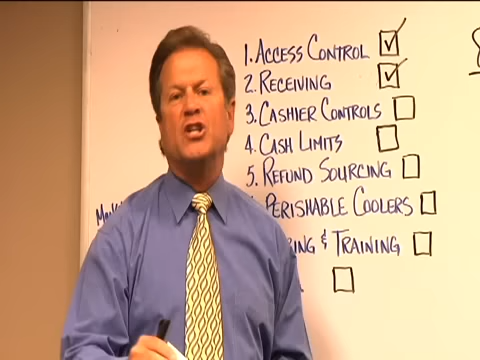 1. ACCESS CONTROL
2. RECEIVING
3. CASHIER CONTROLS
4. CASH LIMITS
5. REFUND SOURCING
PERISHABLE COOLERS
& TRAINING